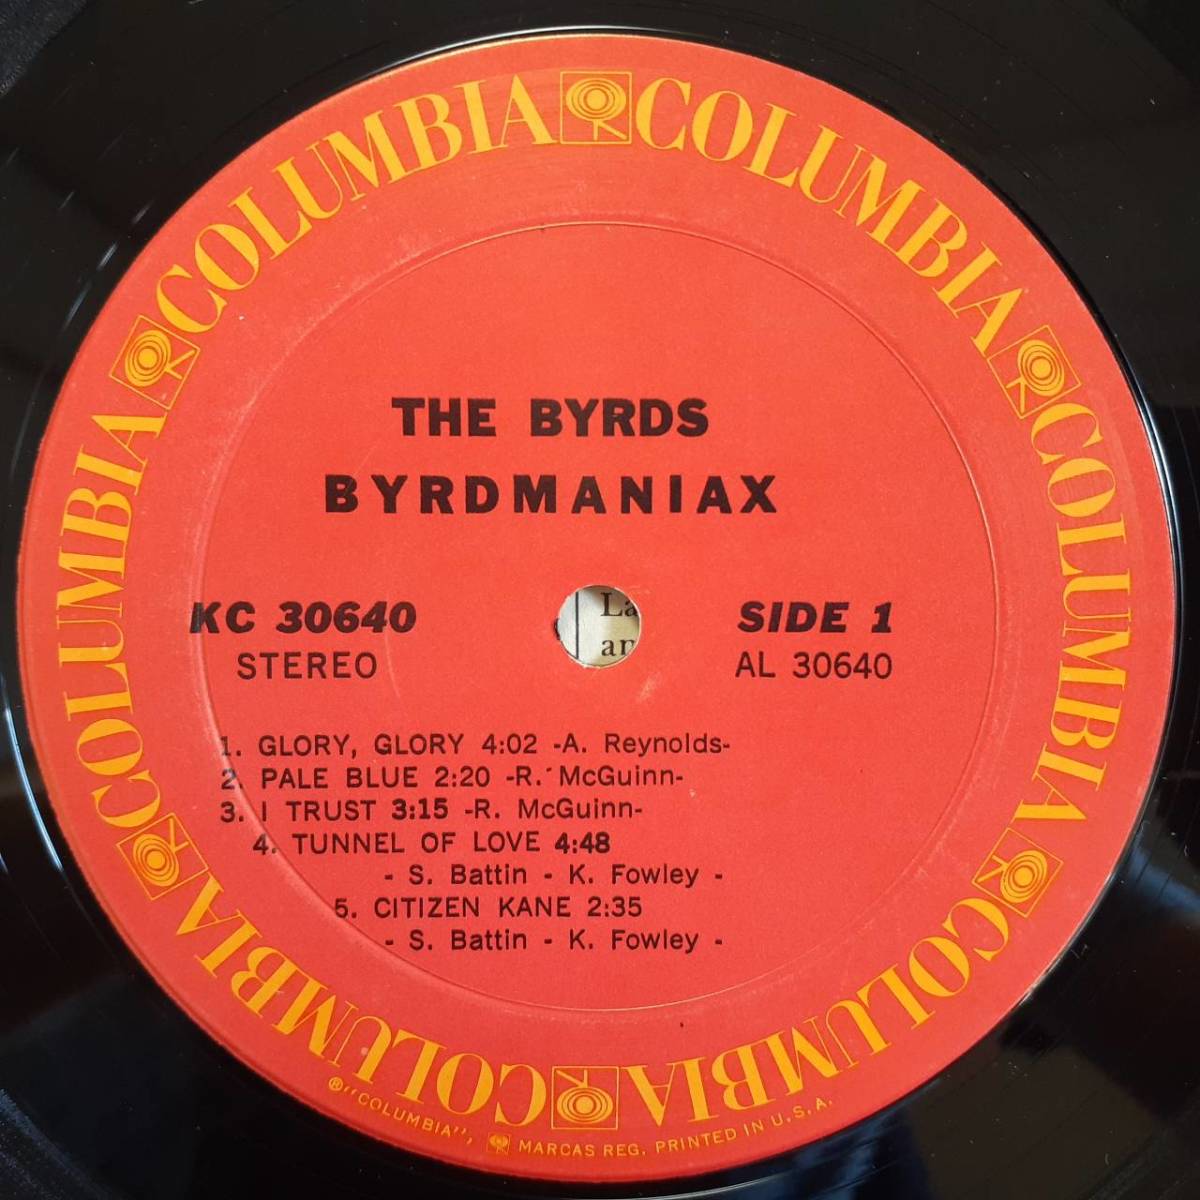 COLUMBIA COLUMBIA COLUMBIA COLUMBIA COLUMBIA COLUMBIA
THE BYRDS
BYRDMANIAX
KC 30640
STEREO
SIDE 1
AL 30640
La
an
1. GLORY, GLORY 4:02 -A. Reynolds-
2. PALE BLUE 2:20 -R. McGuinn-
3. I TRUST 3:15 -R. McGuinn-
4. TUNNEL OF LOVE 4:48
- S. Battin - K. Fowley -
5. CITIZEN KANE 2:35
- S. Battin - K. Fowley -
®"COLUMBIA", MARCAS REG. PRINTED IN U.S.A.